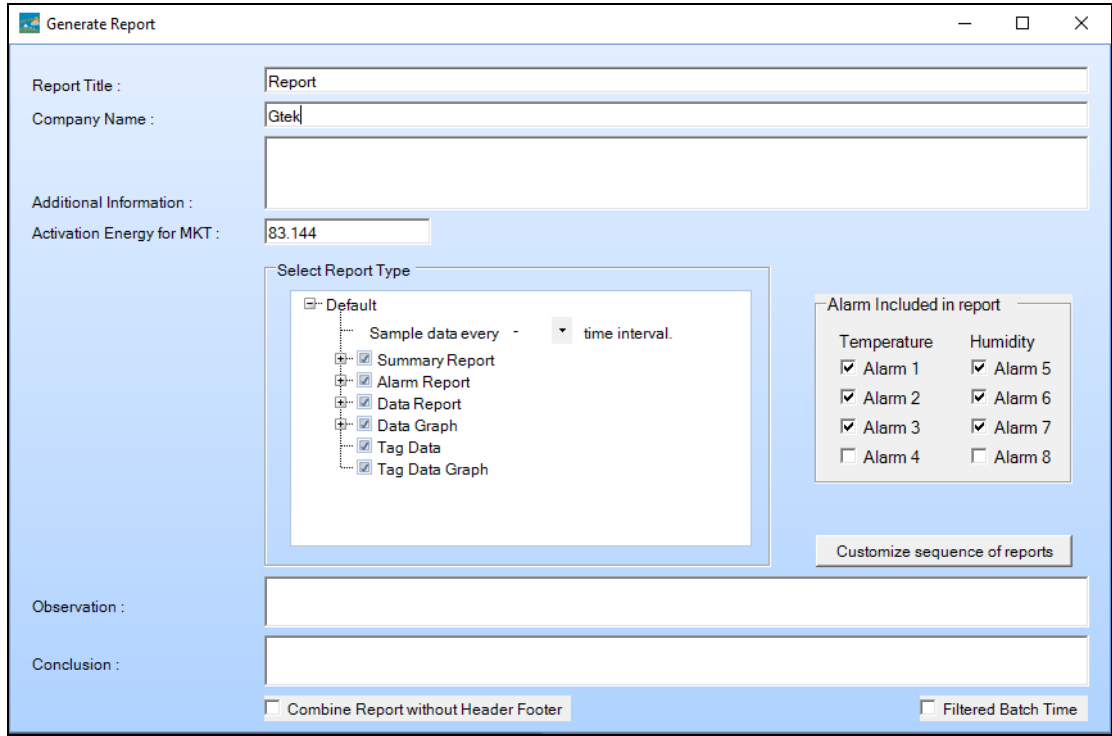 Generate Report
Report Title : Report
Company Name : Gtek
Additional Information :
Activation Energy for MKT : 83.144
Select Report Type
Default
Sample data every - time interval.
Summary Report
Alarm Report
Data Report
Data Graph
Tag Data
Tag Data Graph
Alarm Included in report
Temperature Humidity
Alarm 1 Alarm 5
Alarm 2 Alarm 6
Alarm 3 Alarm 7
Alarm 4 Alarm 8
Customize sequence of reports
Observation :
Conclusion :
Combine Report without Header Footer Filtered Batch Time